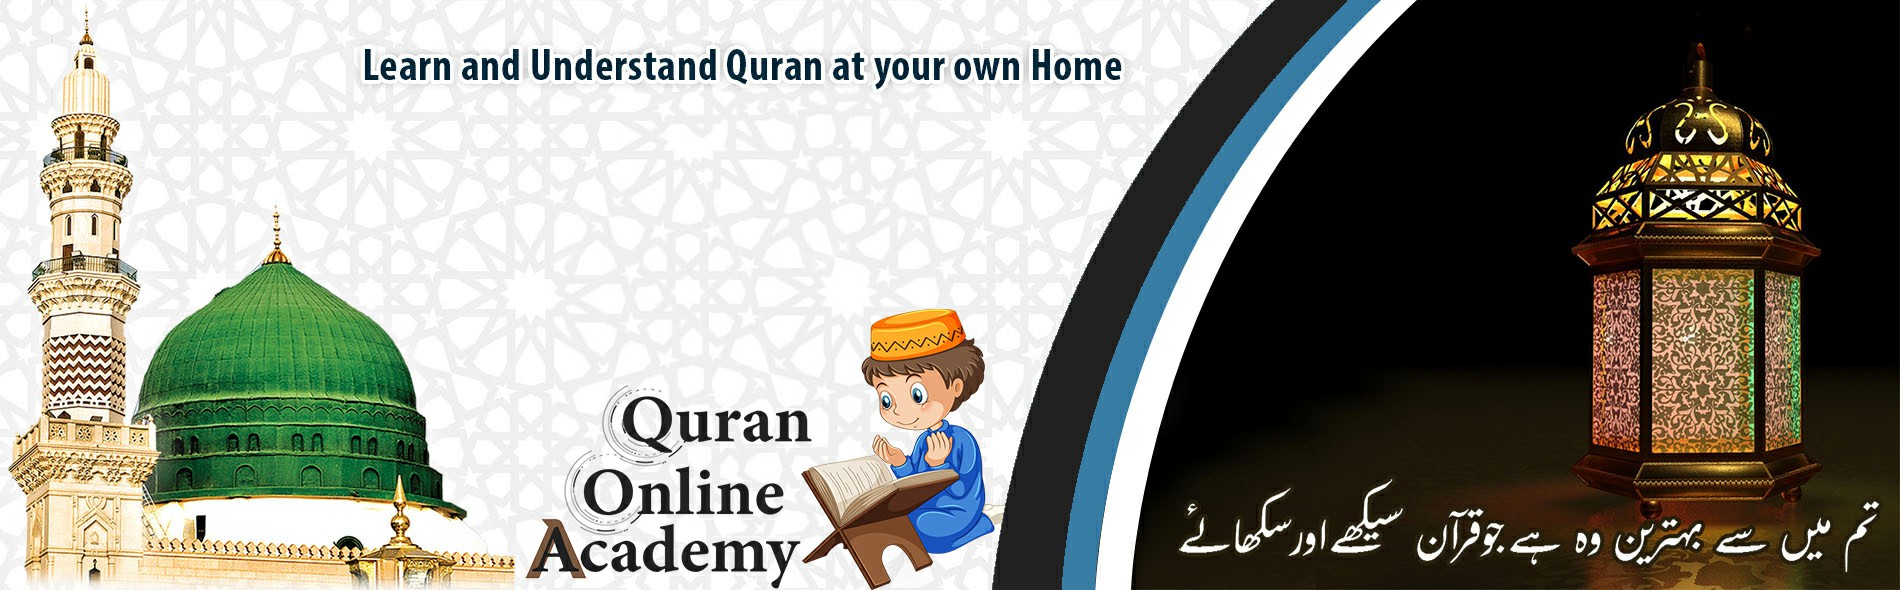 Learn and Understand Quran at your own Home
Quran
Online
Academy
تم میں سے بہترین وہ ہے جو قرآن سیکھے اور سکھائے